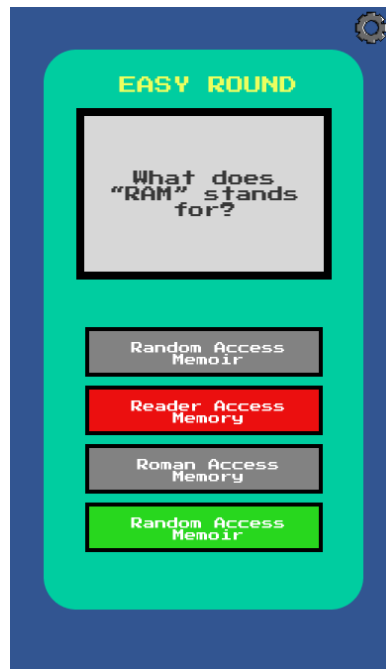 EASY ROUND
What does
“RAM” stands
for?
Random Access
Memoir
Reader Access
Memory
Roman Access
Memory
Random Access
Memoir